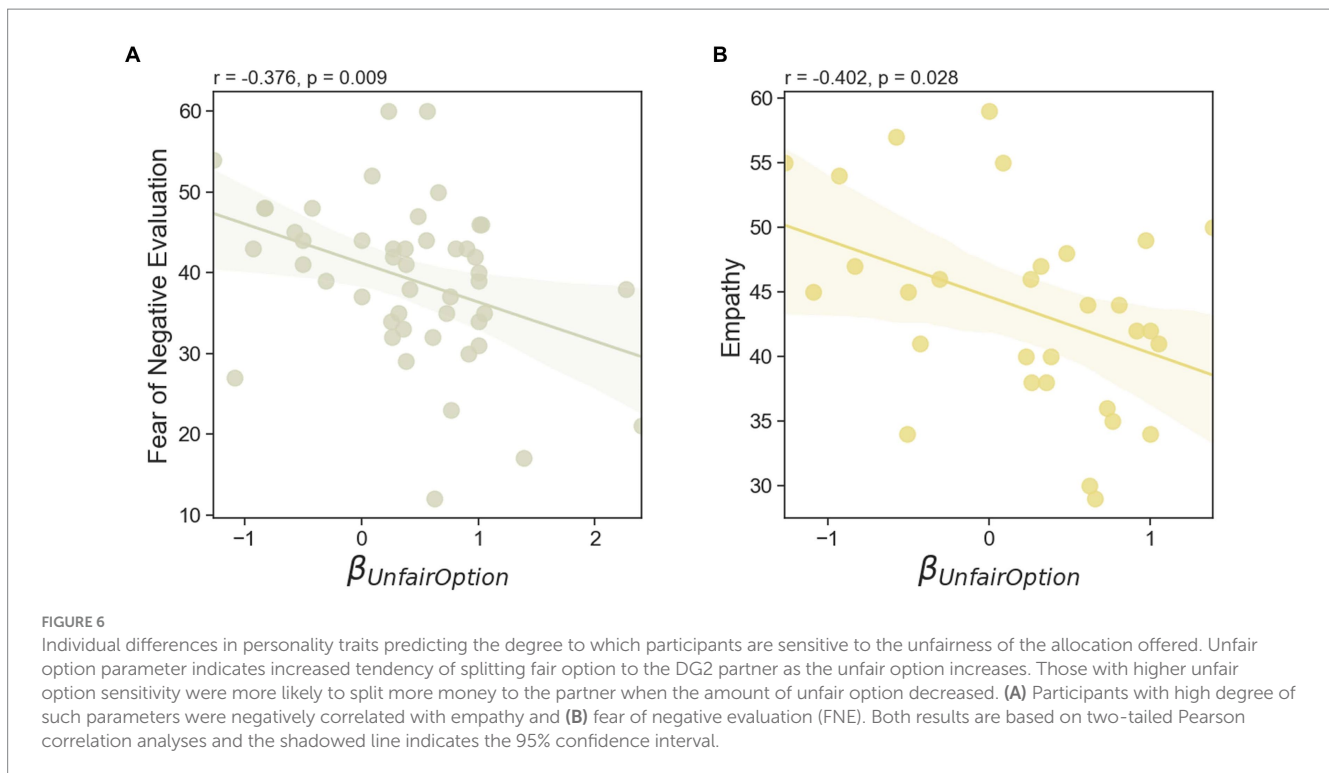 A
B
r = -0.376, p = 0.009
r = -0.402, p = 0.028
Fear of Negative Evaluation
60
50
40
30
20
10
−1
0
1
2
βUnfairOption
Empathy
60
55
50
45
40
35
30
−1
0
1
βUnfairOption
FIGURE 6
Individual differences in personality traits predicting the degree to which participants are sensitive to the unfairness of the allocation offered. Unfair
option parameter indicates increased tendency of splitting fair option to the DG2 partner as the unfair option increases. Those with higher unfair
option sensitivity were more likely to split more money to the partner when the amount of unfair option decreased. (A) Participants with high degree of
such parameters were negatively correlated with empathy and (B) fear of negative evaluation (FNE). Both results are based on two-tailed Pearson
correlation analyses and the shadowed line indicates the 95% confidence interval.